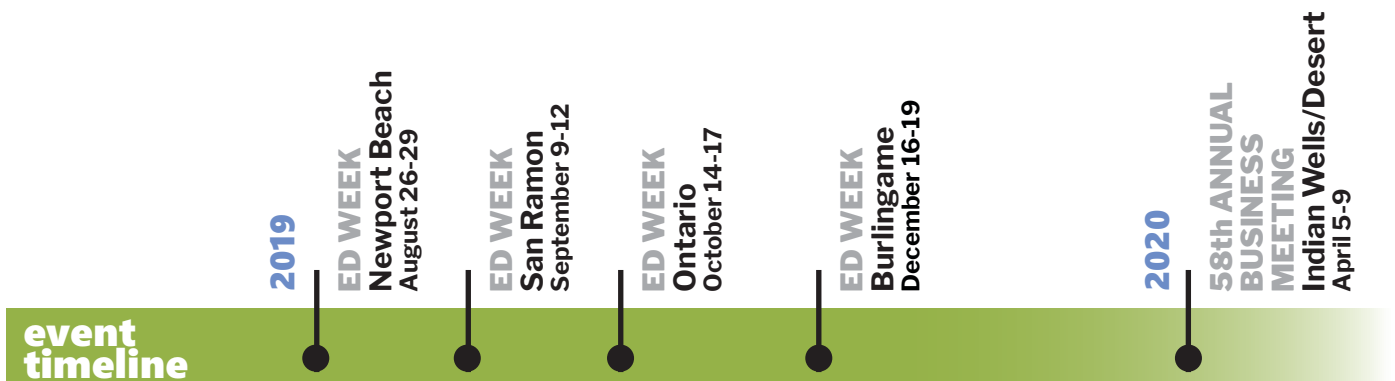 event
timeline
2019
ED WEEK
Newport Beach
August 26-29
ED WEEK
San Ramon
September 9-12
ED WEEK
Ontario
October 14-17
ED WEEK
Burlingame
December 16-19
2020
58th ANNUAL
BUSINESS
MEETING
Indian Wells/Desert
April 5-9